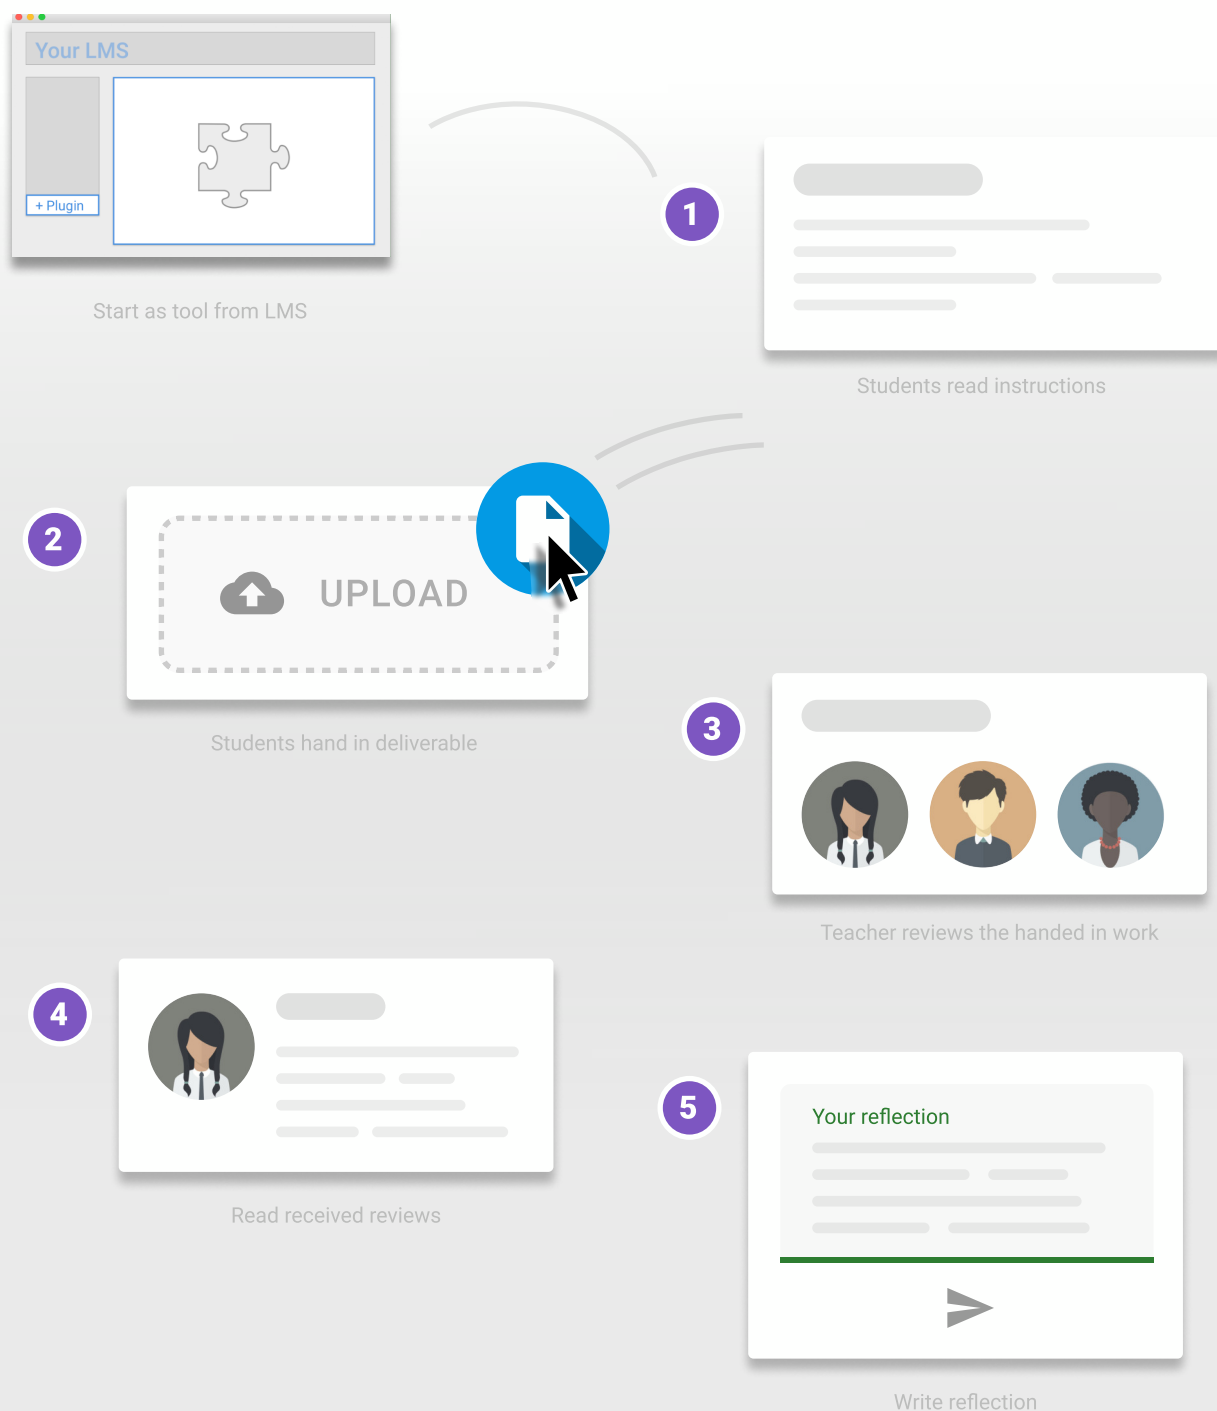 Your LMS
+ Plugin
Start as tool from LMS
1
Students read instructions
2
UPLOAD
Students hand in deliverable
3
Teacher reviews the handed in work
4
Read received reviews
5
Your reflection
Write reflection